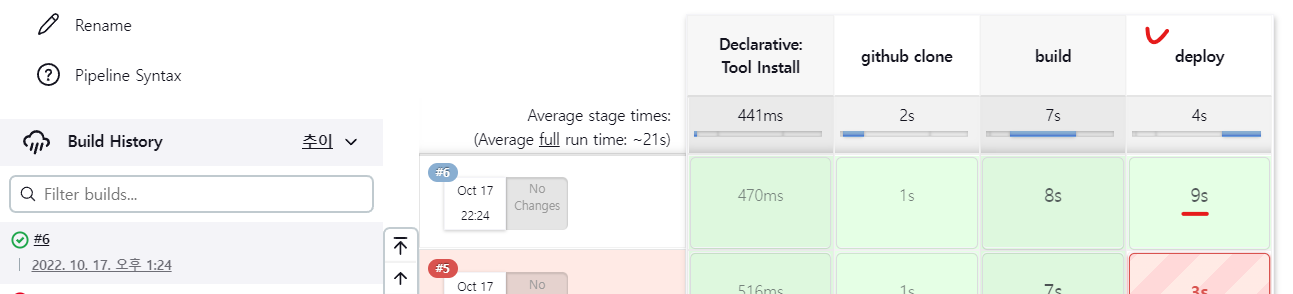 Rename
Pipeline Syntax
Build History 추이
Filter builds...
#6
2022. 10. 17. 오후 1:24
Declarative:
Tool Install
github clone
build
deploy
Average stage times:
(Average full run time: ~21s)
441ms
2s
7s
4s
#6
Oct 17
22:24
No
Changes
470ms
1s
8s
9s
#5
Oct 17
No
516ms
1s
7s
3s